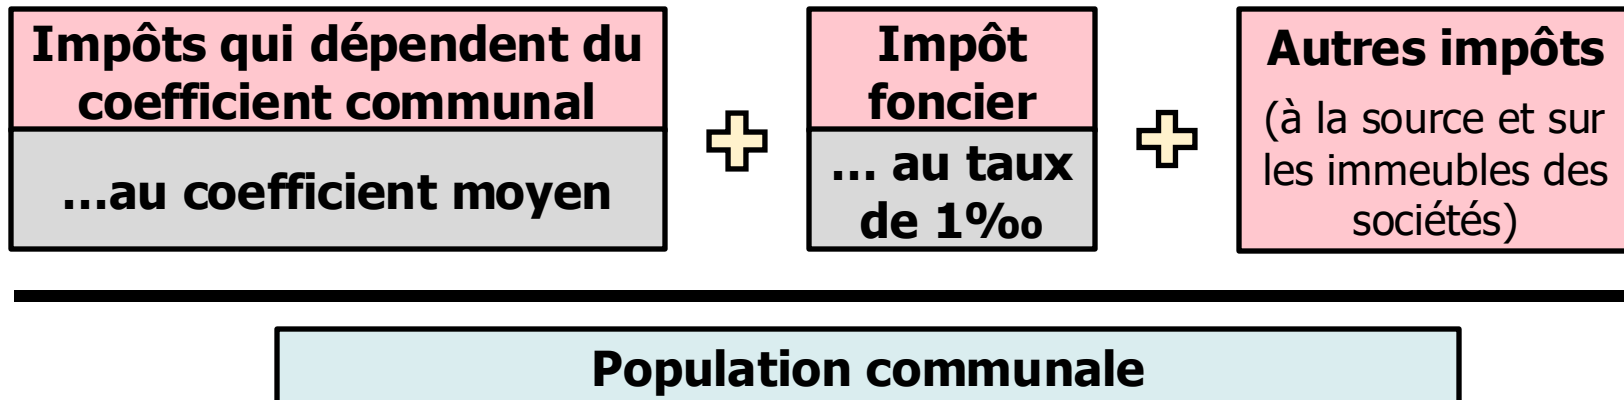 Impôts qui dépendent du
coefficient communal
...au coefficient moyen
Impôt
foncier
... au taux
de 1‰
Autres impôts
(à la source et sur
les immeubles des
sociétés)
Population communale